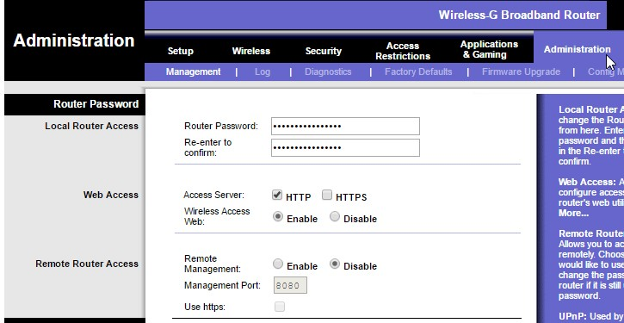 Wireless-G Broadband Router
Administration
Setup Wireless Security Access Restrictions Applications & Gaming Administration
Management | Log | Diagnostics | Factory Defaults | Firmware Upgrade | Config M
Router Password
Local Router Access
Router Password: •••••••••••••••
Re-enter to confirm: •••••••••••••••
Web Access
Access Server: HTTP HTTPS
Wireless Access Web: Enable Disable
Remote Router Access
Remote Management: Enable Disable
Management Port: 8080
Use https:
Local Router A
change the Rou
from here. Ente
password and th
in the Re-enter
confirm.
Web Access: A
configure access
router's web utili
More...
Remote Router
Allows you to ac
remotely. Choos
would like to use
change the pass
router if it is still
password.
UPnP: Used by